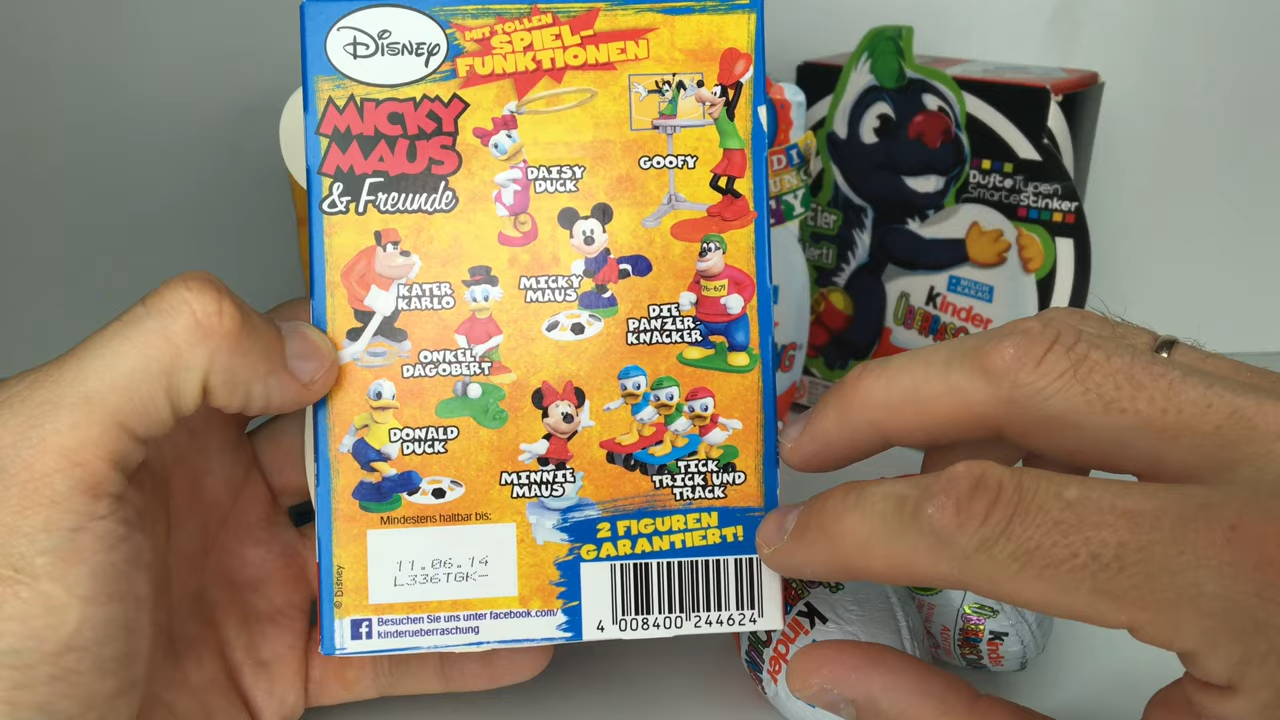 Disney
MIT TOLLEN
SPIEL-
FUNKTIONEN
MICKY
MAUS
& Freunde
DAISY
DUCK
GOOFY
KATER
KARLO
MICKY
MAUS
176-671
DIE
PANZER-
KNACKER
ONKEL
DAGOBERT
DONALD
DUCK
MINNIE
MAUS
TICK,
TRICK UND
TRACK
2 FIGUREN
GARANTIERT!
Mindestens haltbar bis:
11.06.14
L336TGK-
© Disney
Besuchen Sie uns unter facebook.com/
kinderueberraschung
4 008400 244624
DufteTypen
SmarteStinker
MILCH
+KAKAO
Kinder
Kinder